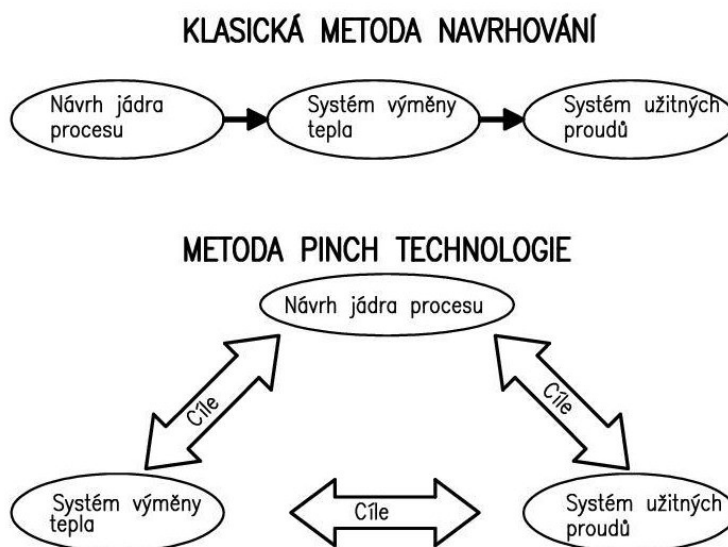 KLASICKÁ METODA NAVRHOVÁNÍ
Návrh jádra
procesu
Systém výměny
tepla
Systém užitných
proudů
METODA PINCH TECHNOLOGIE
Návrh jádra procesu
Cíle
Cíle
Systém výměny
tepla
Cíle
Systém užitných
proudů